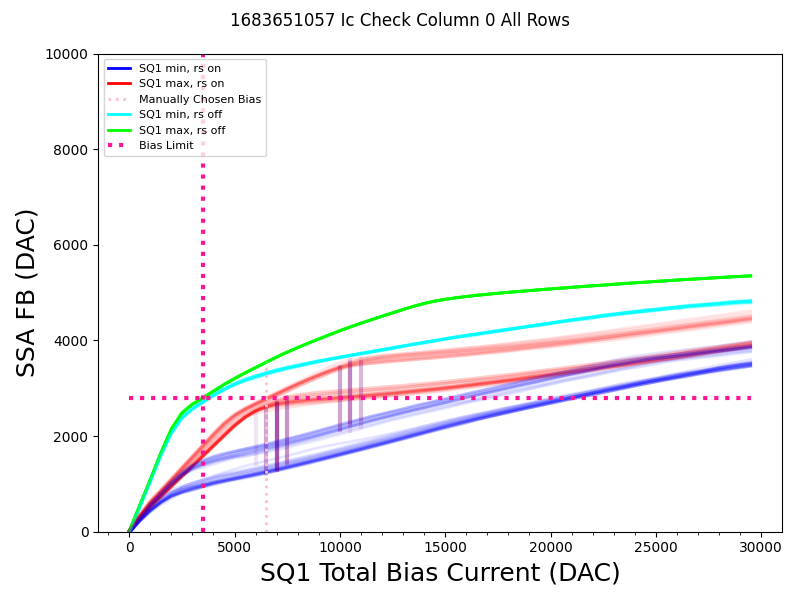 1683651057 Ic Check Column 0 All Rows
10000
8000
6000
4000
2000
0
SSA FB (DAC)
SQ1 min, rs on
SQ1 max, rs on
Manually Chosen Bias
SQ1 min, rs off
SQ1 max, rs off
Bias Limit
0 5000 10000 15000 20000 25000 30000
SQ1 Total Bias Current (DAC)